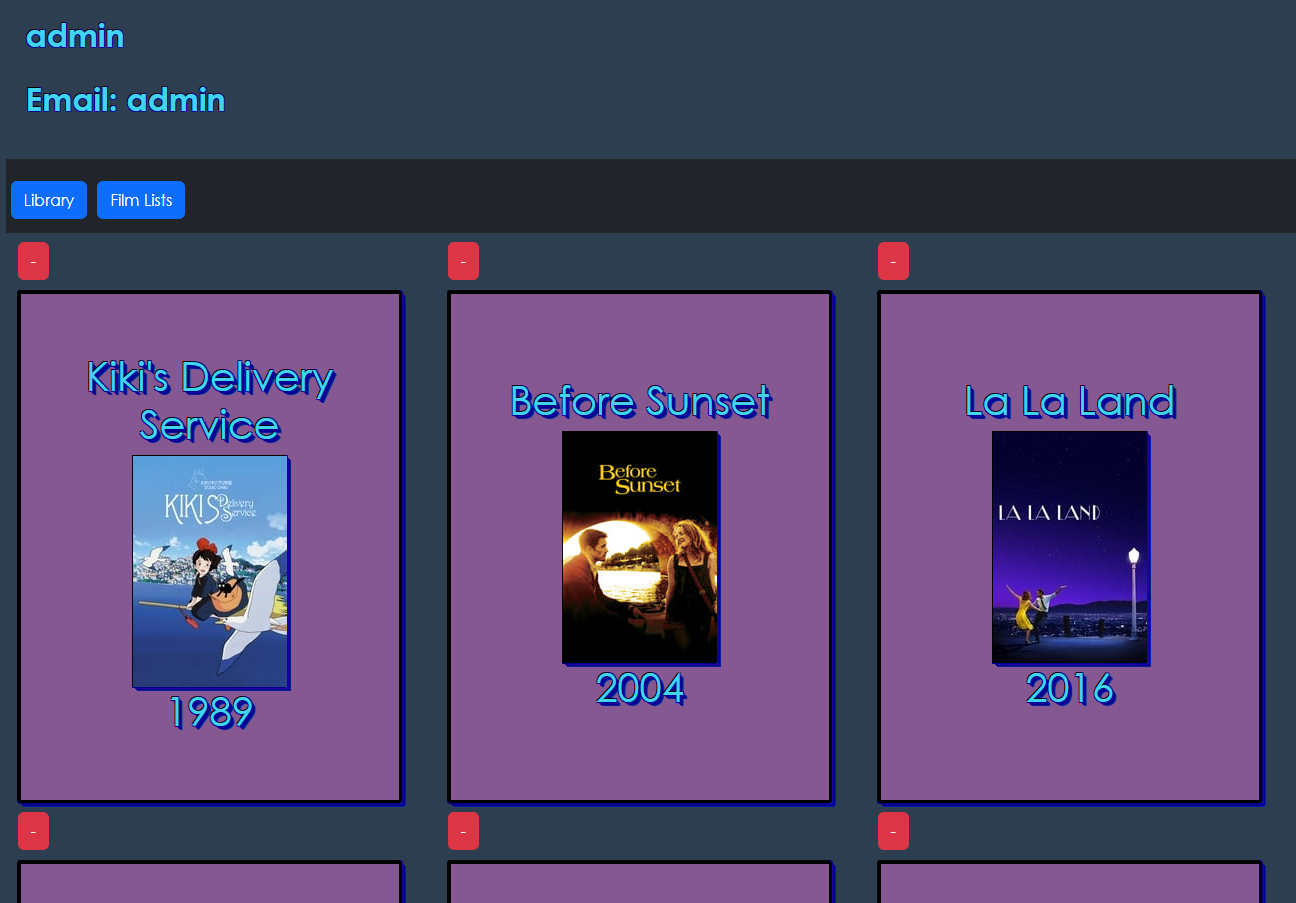 admin
Email: admin
Library Film Lists
- - -
Kiki's Delivery
Service
KIKI'S Delivery
Service
1989
Before Sunset
Before
Sunset
2004
La La Land
LA LA LAND
2016
- - -